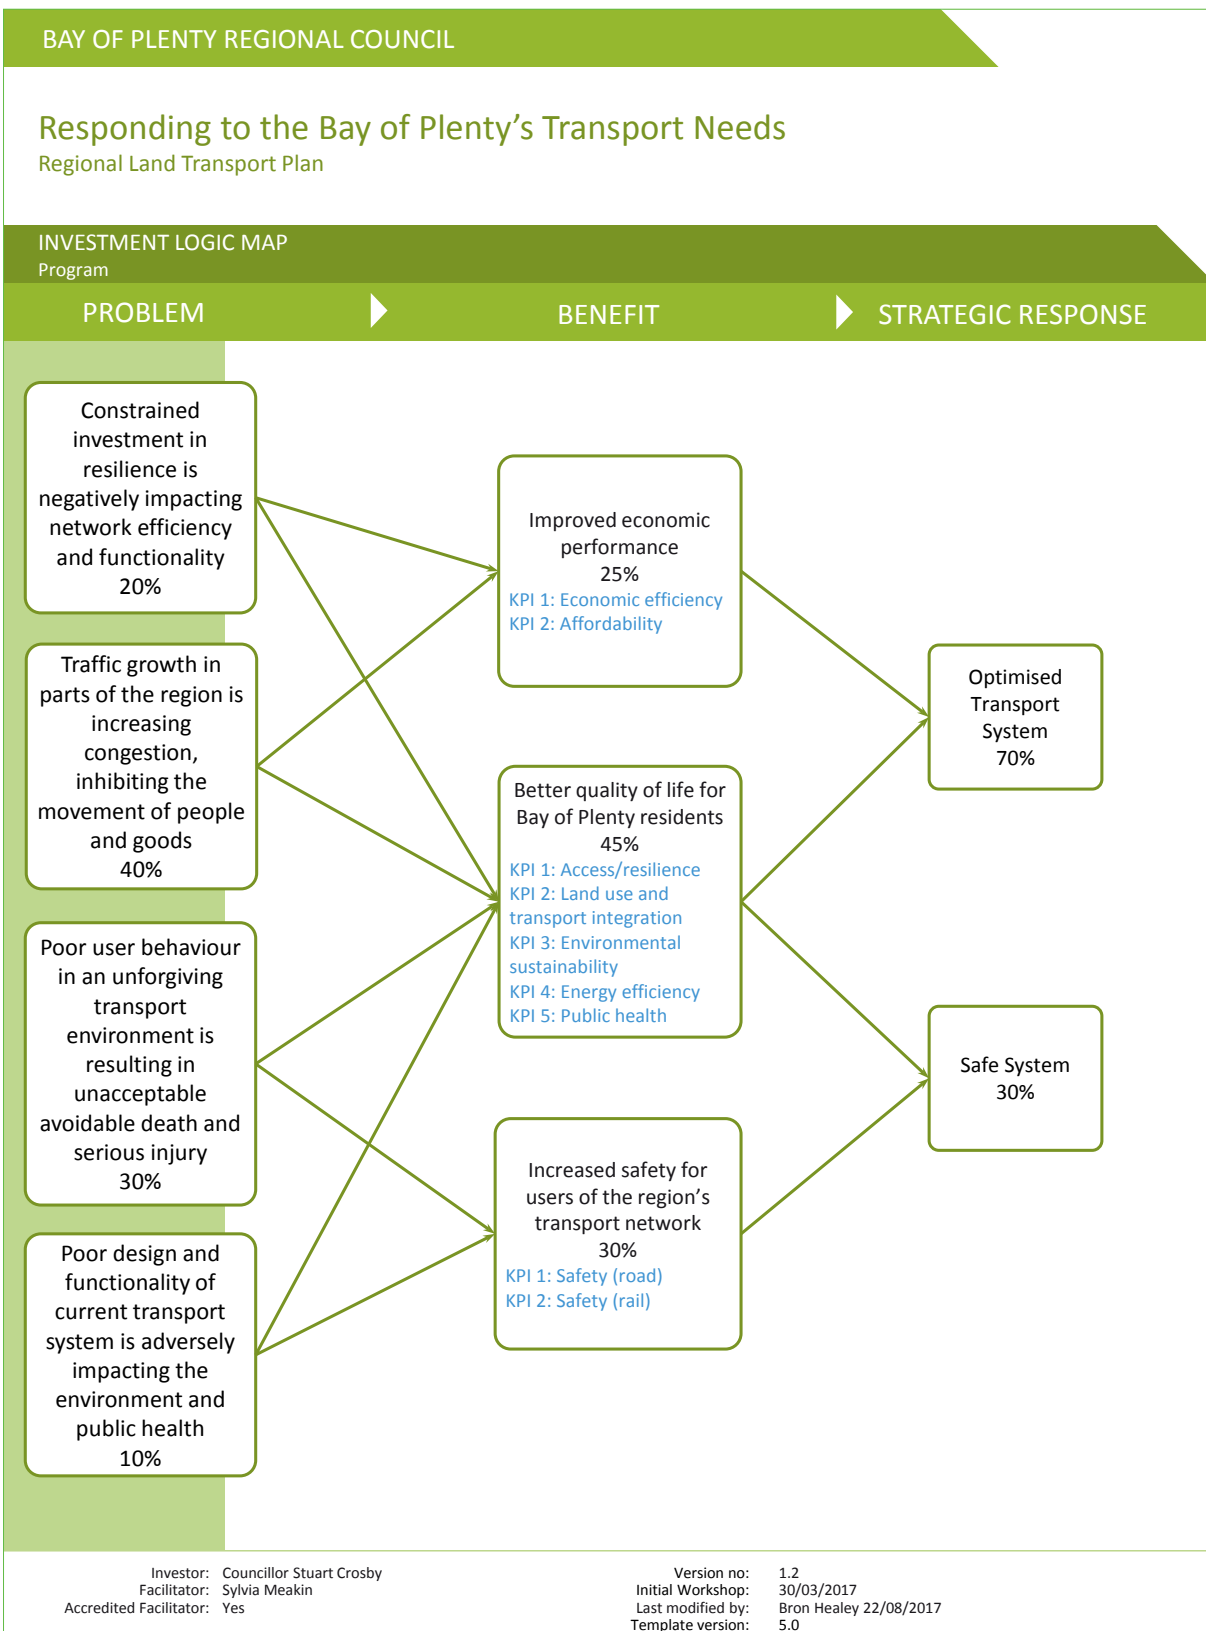 BAY OF PLENTY REGIONAL COUNCIL
Responding to the Bay of Plenty’s Transport Needs
Regional Land Transport Plan
INVESTMENT LOGIC MAP
Program
PROBLEM
BENEFIT
STRATEGIC RESPONSE
Constrained
investment in
resilience is
negatively impacting
network efficiency
and functionality
20%
Traffic growth in
parts of the region is
increasing
congestion,
inhibiting the
movement of people
and goods
40%
Poor user behaviour
in an unforgiving
transport
environment is
resulting in
unacceptable
avoidable death and
serious injury
30%
Poor design and
functionality of
current transport
system is adversely
impacting the
environment and
public health
10%
Improved economic
performance
25%
KPI 1: Economic efficiency
KPI 2: Affordability
Better quality of life for
Bay of Plenty residents
45%
KPI 1: Access/resilience
KPI 2: Land use and
transport integration
KPI 3: Environmental
sustainability
KPI 4: Energy efficiency
KPI 5: Public health
Increased safety for
users of the region’s
transport network
30%
KPI 1: Safety (road)
KPI 2: Safety (rail)
Optimised
Transport
System
70%
Safe System
30%
Investor: Councillor Stuart Crosby
Facilitator: Sylvia Meakin
Accredited Facilitator: Yes
Version no: 1.2
Initial Workshop: 30/03/2017
Last modified by: Bron Healey 22/08/2017
Template version: 5.0